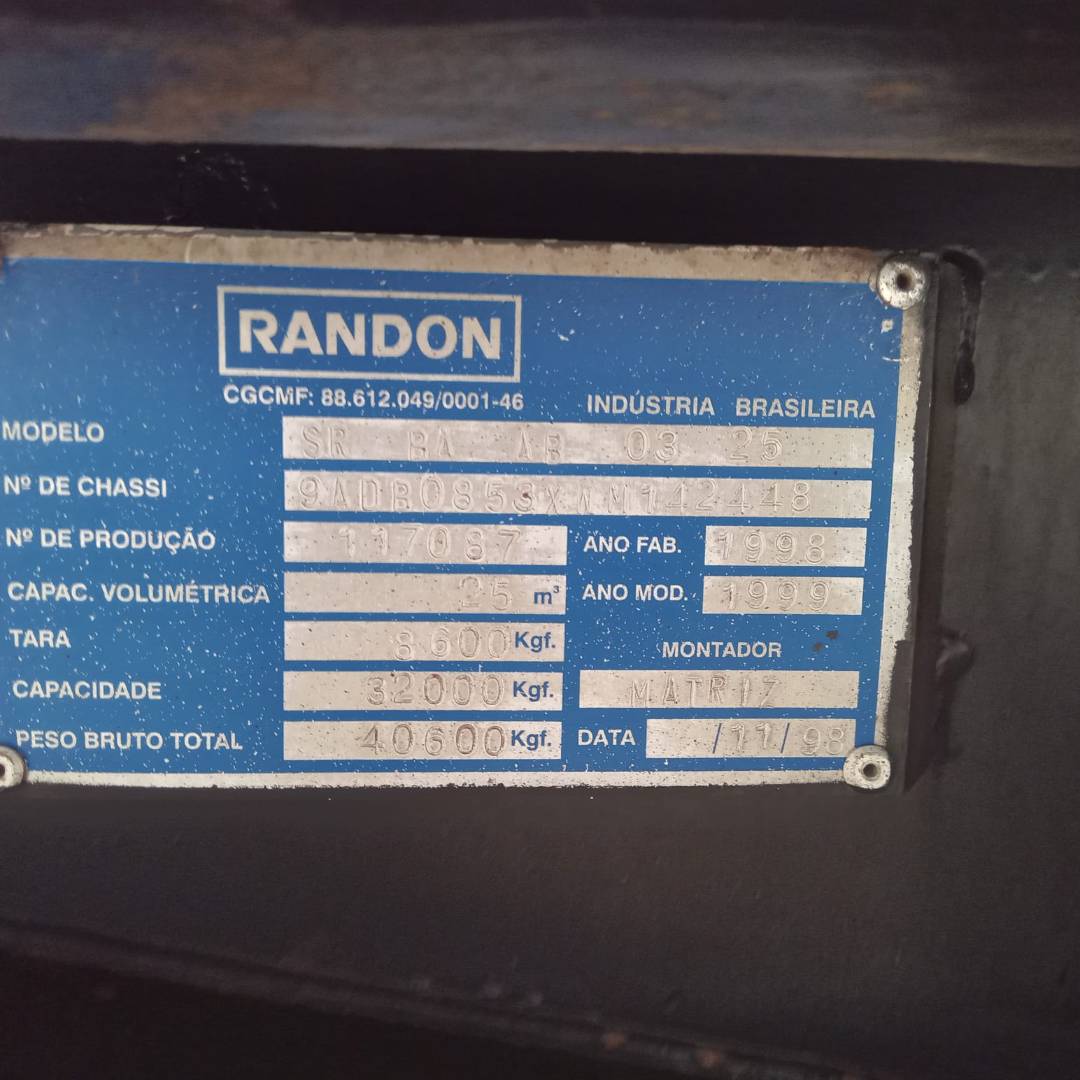 RANDON
CGCMF: 88.612.049/0001-46 INDÚSTRIA BRASILEIRA
MODELO SR BA AB 03 25
Nº DE CHASSI 9ADB0853XWM142448
Nº DE PRODUÇÃO 117087 ANO FAB. 1998
CAPAC. VOLUMÉTRICA 25 m³ ANO MOD. 1999
TARA 8600 Kgf. MONTADOR
CAPACIDADE 32000 Kgf. MATRIZ
PESO BRUTO TOTAL 40600 Kgf. DATA /11/98